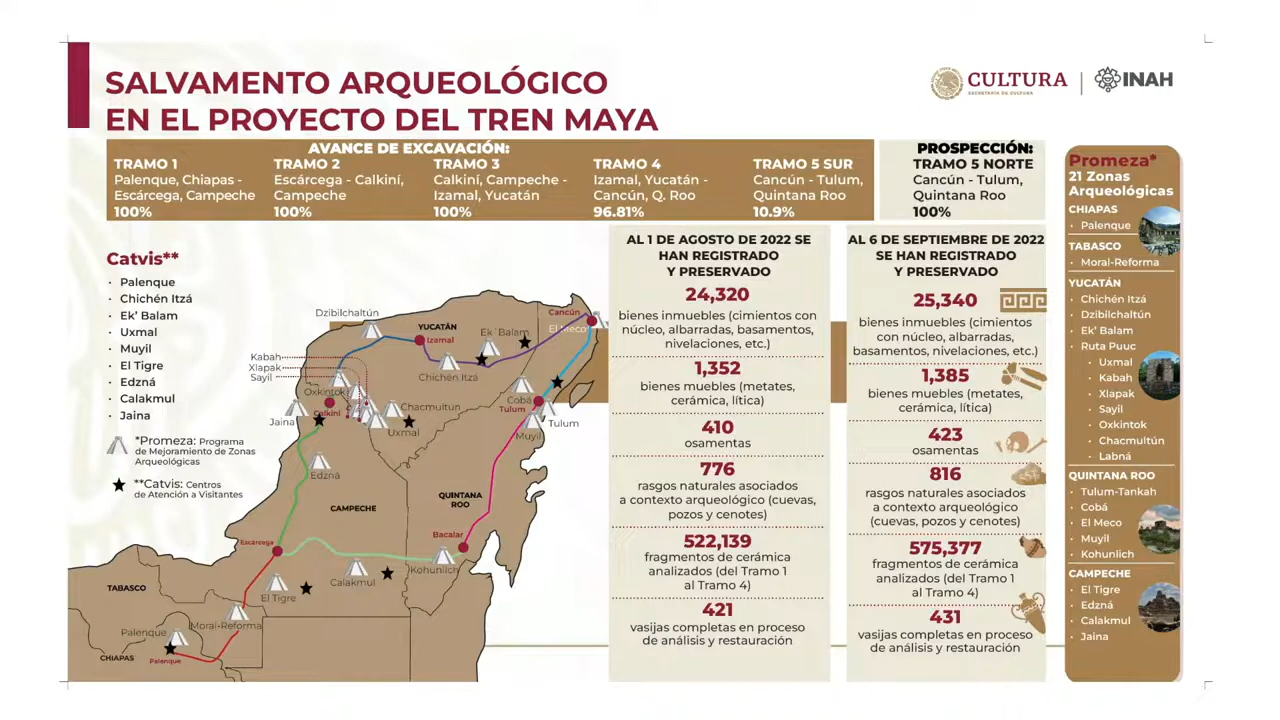 SALVAMENTO ARQUEOLÓGICO
EN EL PROYECTO DEL TREN MAYA
CULTURA
SECRETARÍA DE CULTURA
INAH
AVANCE DE EXCAVACIÓN:
TRAMO 1
Palenque, Chiapas -
Escárcega, Campeche
100%
TRAMO 2
Escárcega - Calkiní,
Campeche
100%
TRAMO 3
Calkiní, Campeche -
Izamal, Yucatán
100%
TRAMO 4
Izamal, Yucatán -
Cancún, Q. Roo
96.81%
TRAMO 5 SUR
Cancún - Tulum,
Quintana Roo
10.9%
PROSPECCIÓN:
TRAMO 5 NORTE
Cancún - Tulum,
Quintana Roo
100%
Catvis**
· Palenque
· Chichén Itzá
· Ek' Balam
· Uxmal
· Muyil
· El Tigre
· Edzná
· Calakmul
· Jaina
*Promeza: Programa
de Mejoramiento de Zonas
Arqueológicas
**Catvis: Centros
de Atención a Visitantes
Dzibilchaltún
YUCATÁN
Izamal
Ek´Balam
Cancún
El Meco
Kabah
Xlapak
Sayil
Chichén Itzá
Oxkintok
Calkiní
Jaina
Chacmultun
Uxmal
Cobá
Tulum
Tulum
Muyil
Edzná
CAMPECHE
QUINTANA
ROO
Escárcega
Bacalar
Kohunlich
Calakmul
El Tigre
TABASCO
Moral-Reforma
Palenque
Palenque
CHIAPAS
AL 1 DE AGOSTO DE 2022 SE
HAN REGISTRADO
Y PRESERVADO
24,320
bienes inmuebles (cimientos con
núcleo, albarradas, basamentos,
nivelaciones, etc.)
1,352
bienes muebles (metates,
cerámica, lítica)
410
osamentas
776
rasgos naturales asociados
a contexto arqueológico (cuevas,
pozos y cenotes)
522,139
fragmentos de cerámica
analizados (del Tramo 1
al Tramo 4)
421
vasijas completas en proceso
de análisis y restauración
AL 6 DE SEPTIEMBRE DE 2022
SE HAN REGISTRADO
Y PRESERVADO
25,340
bienes inmuebles (cimientos
con núcleo, albarradas,
basamentos, nivelaciones, etc.)
1,385
bienes muebles (metates,
cerámica, lítica)
423
osamentas
816
rasgos naturales asociados
a contexto arqueológico
(cuevas, pozos y cenotes)
575,377
fragmentos de cerámica
analizados (del Tramo 1
al Tramo 4)
431
vasijas completas en proceso
de análisis y restauración
Promeza*
21 Zonas
Arqueológicas
CHIAPAS
· Palenque
TABASCO
· Moral-Reforma
YUCATÁN
· Chichén Itzá
· Dzibilchaltún
· Ek' Balam
· Ruta Puuc
· Uxmal
· Kabah
· Xlapak
· Sayil
· Oxkintok
· Chacmultún
· Labná
QUINTANA ROO
· Tulum-Tankah
· Cobá
· El Meco
· Muyil
· Kohunlich
CAMPECHE
· El Tigre
· Edzná
· Calakmul
· Jaina